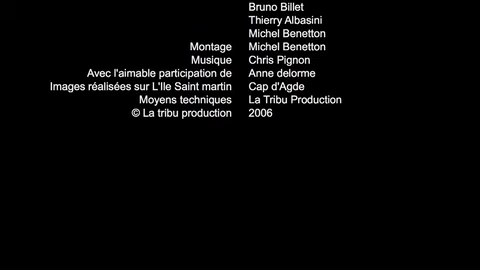 Bruno Billet
Thierry Albasini
Michel Benetton
Montage Michel Benetton
Musique Chris Pignon
Avec l'aimable participation de Anne delorme
Images réalisées sur L'Ile Saint martin Cap d'Agde
Moyens techniques La Tribu Production
© La tribu production 2006